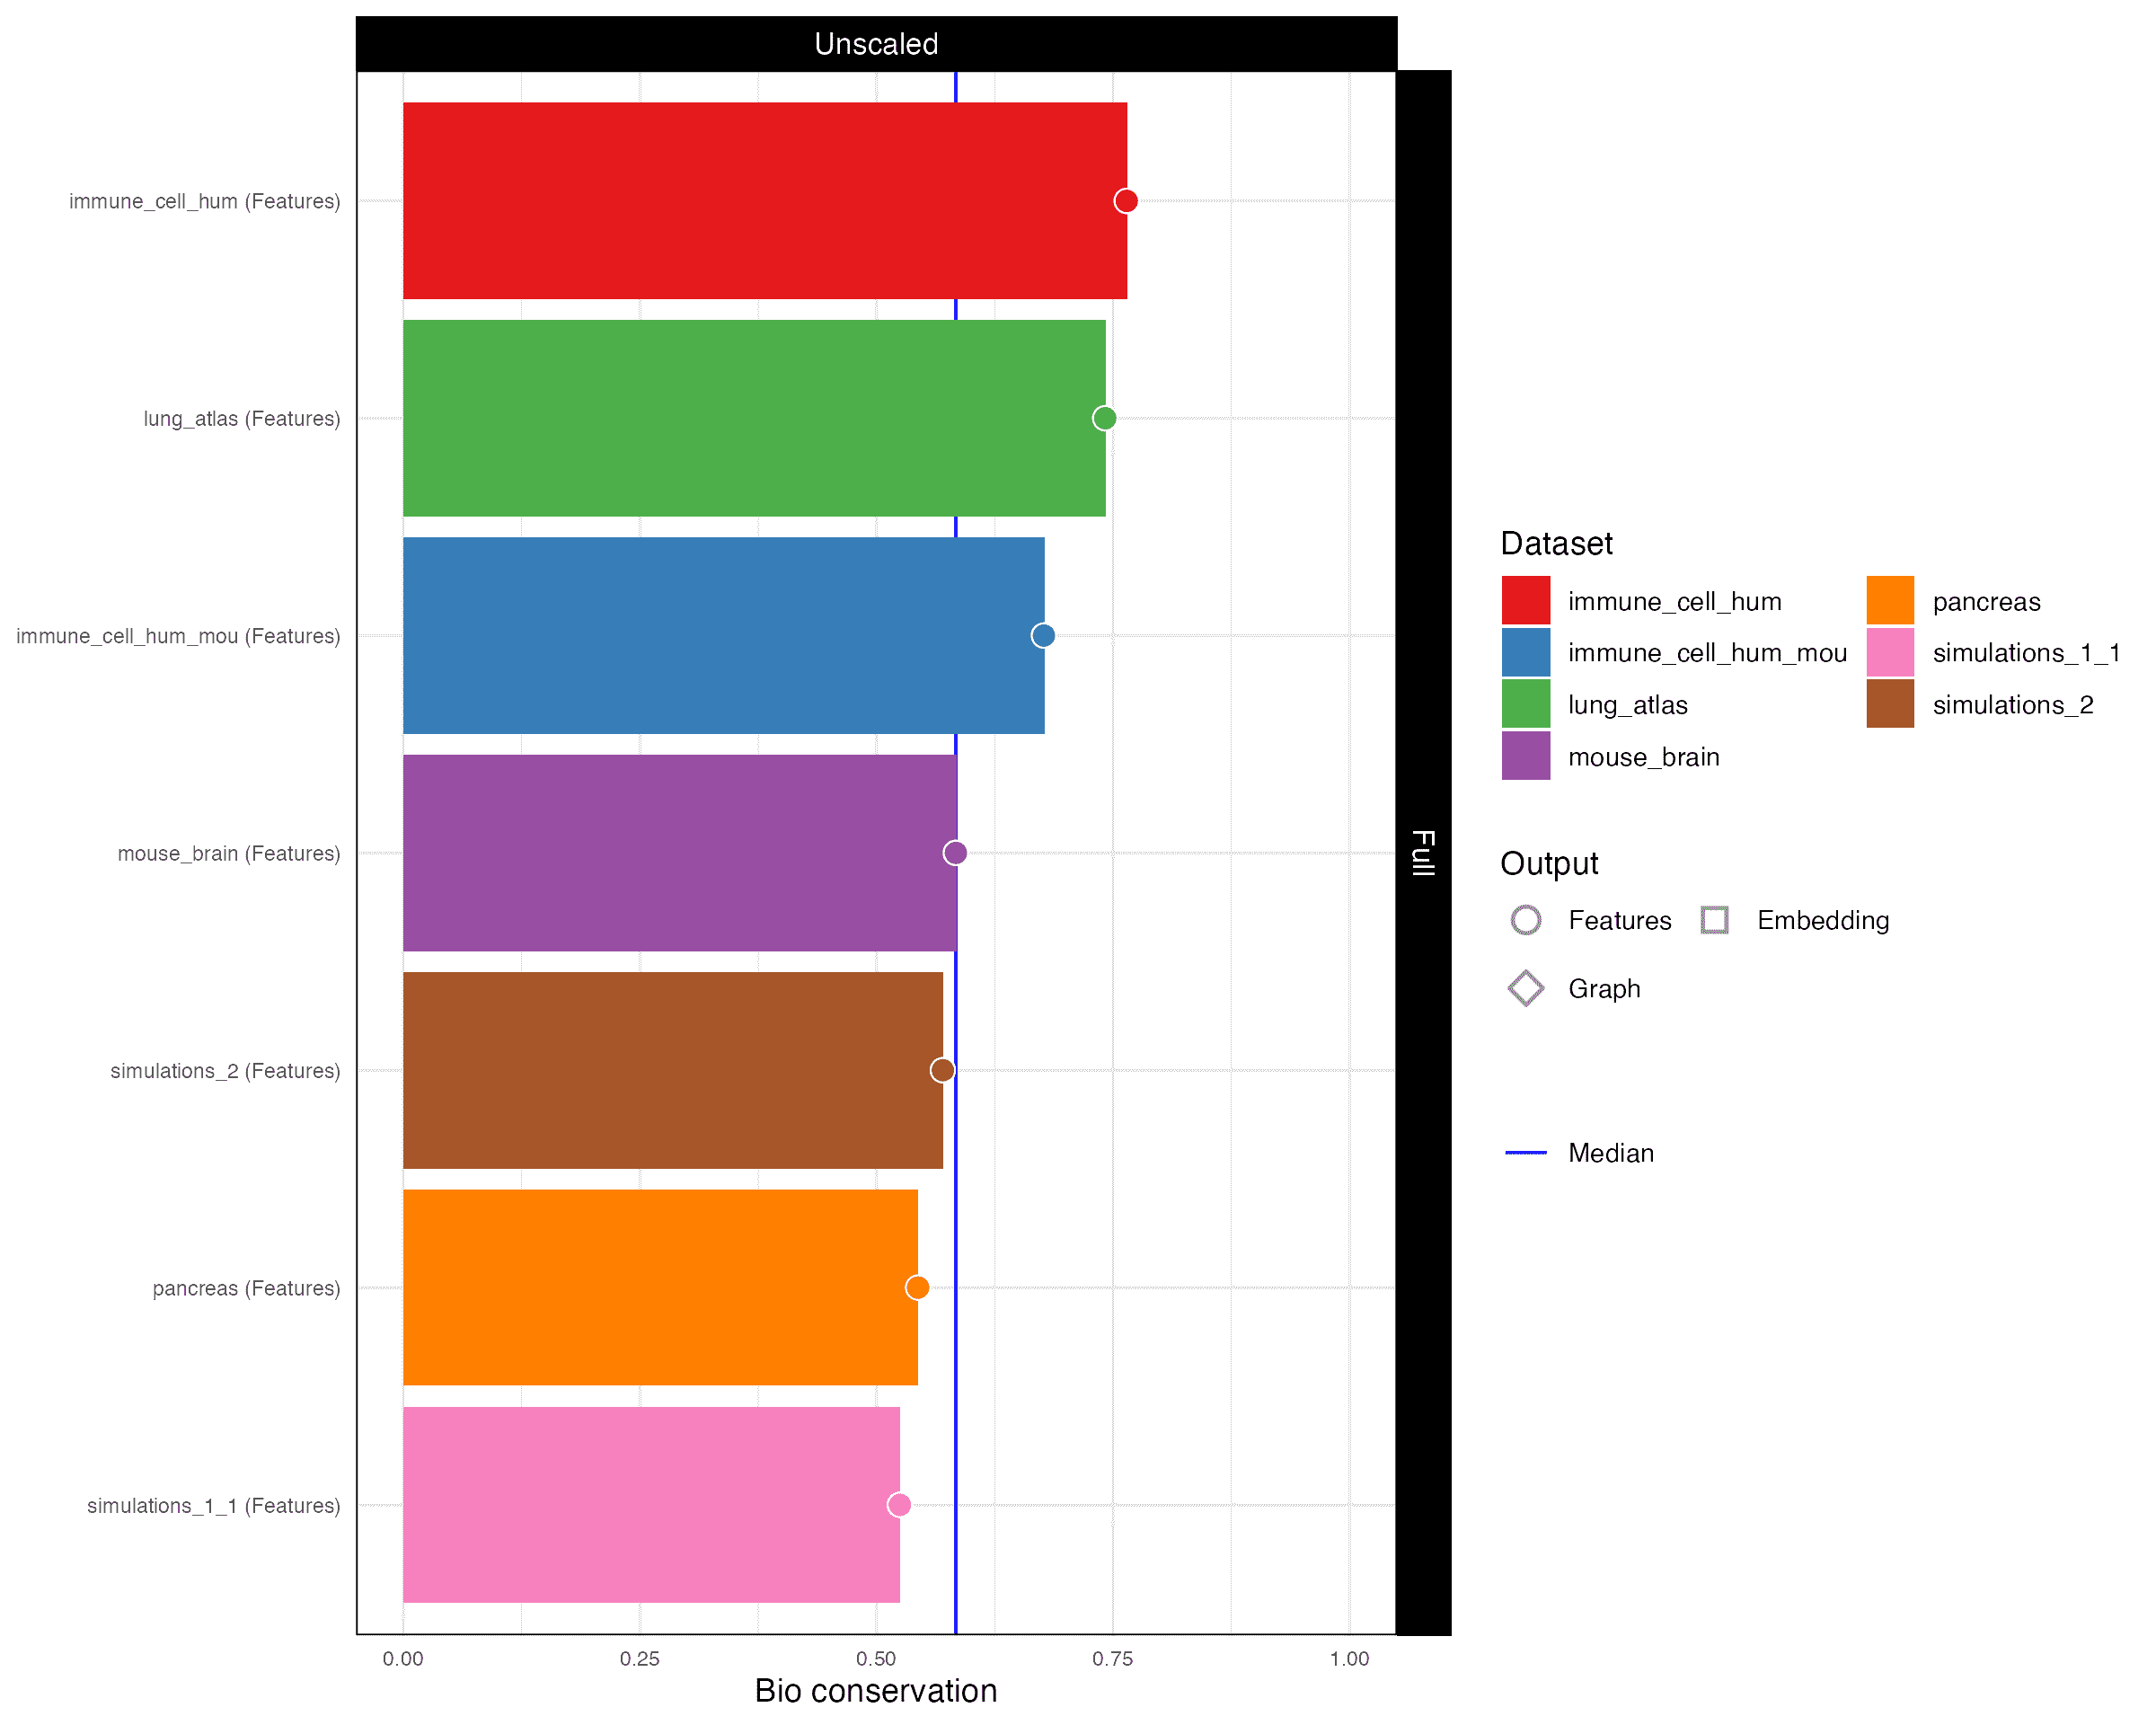 Unscaled
immune_cell_hum (Features)
lung_atlas (Features)
immune_cell_hum_mou (Features)
mouse_brain (Features)
simulations_2 (Features)
pancreas (Features)
simulations_1_1 (Features)
0.00 0.25 0.50 0.75 1.00
Bio conservation
Full
Dataset
immune_cell_hum pancreas
immune_cell_hum_mou simulations_1_1
lung_atlas simulations_2
mouse_brain
Output
Features Embedding
Graph
Median